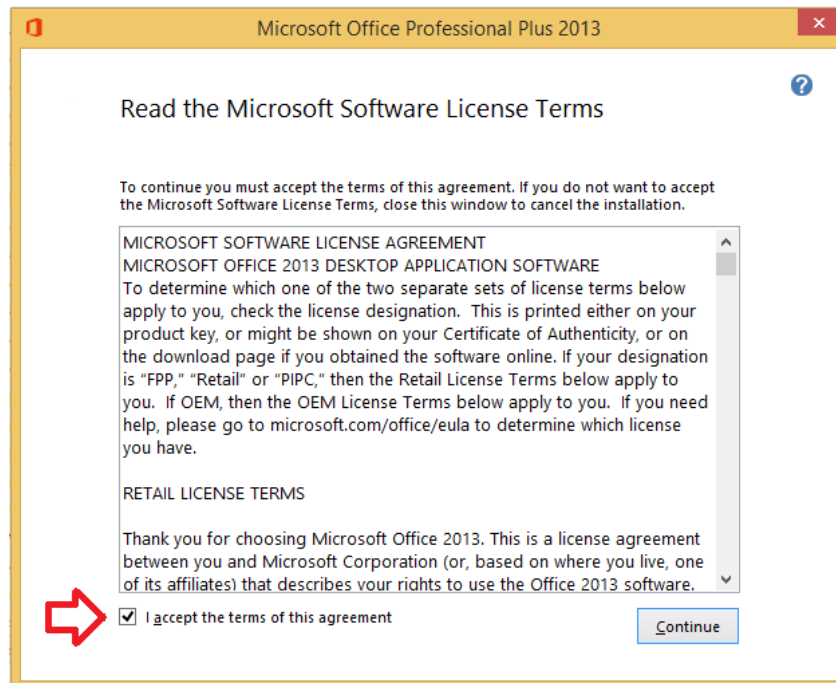 Microsoft Office Professional Plus 2013
Read the Microsoft Software License Terms
To continue you must accept the terms of this agreement. If you do not want to accept
the Microsoft Software License Terms, close this window to cancel the installation.
MICROSOFT SOFTWARE LICENSE AGREEMENT
MICROSOFT OFFICE 2013 DESKTOP APPLICATION SOFTWARE
To determine which one of the two separate sets of license terms below
apply to you, check the license designation.  This is printed either on your
product key, or might be shown on your Certificate of Authenticity, or on
the download page if you obtained the software online. If your designation
is “FPP,” “Retail” or “PIPC,” then the Retail License Terms below apply to
you.  If OEM, then the OEM License Terms below apply to you.  If you need
help, please go to microsoft.com/office/eula to determine which license
you have.
RETAIL LICENSE TERMS
Thank you for choosing Microsoft Office 2013. This is a license agreement
between you and Microsoft Corporation (or, based on where you live, one
of its affiliates) that describes your rights to use the Office 2013 software.
I accept the terms of this agreement
Continue